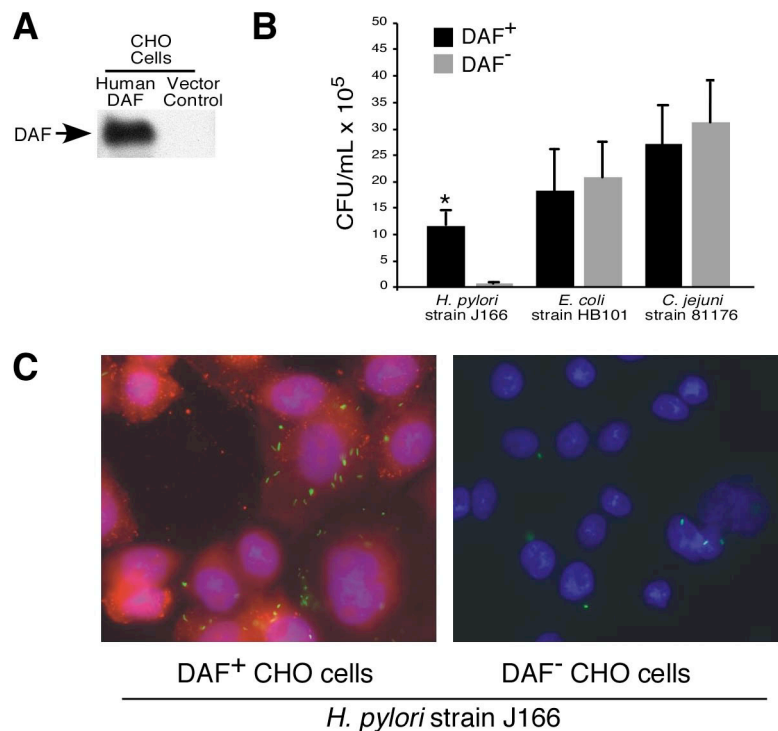 A
CHO
Cells
Human Vector
DAF Control
DAF
B
50
45
40
35
30
25
20
15
10
5
0
CFU/mL x 10⁵
DAF⁺
DAF⁻
*
H. pylori E. coli C. jejuni
strain J166 strain HB101 strain 81176
C
DAF⁺ CHO cells DAF⁻ CHO cells
H. pylori strain J166